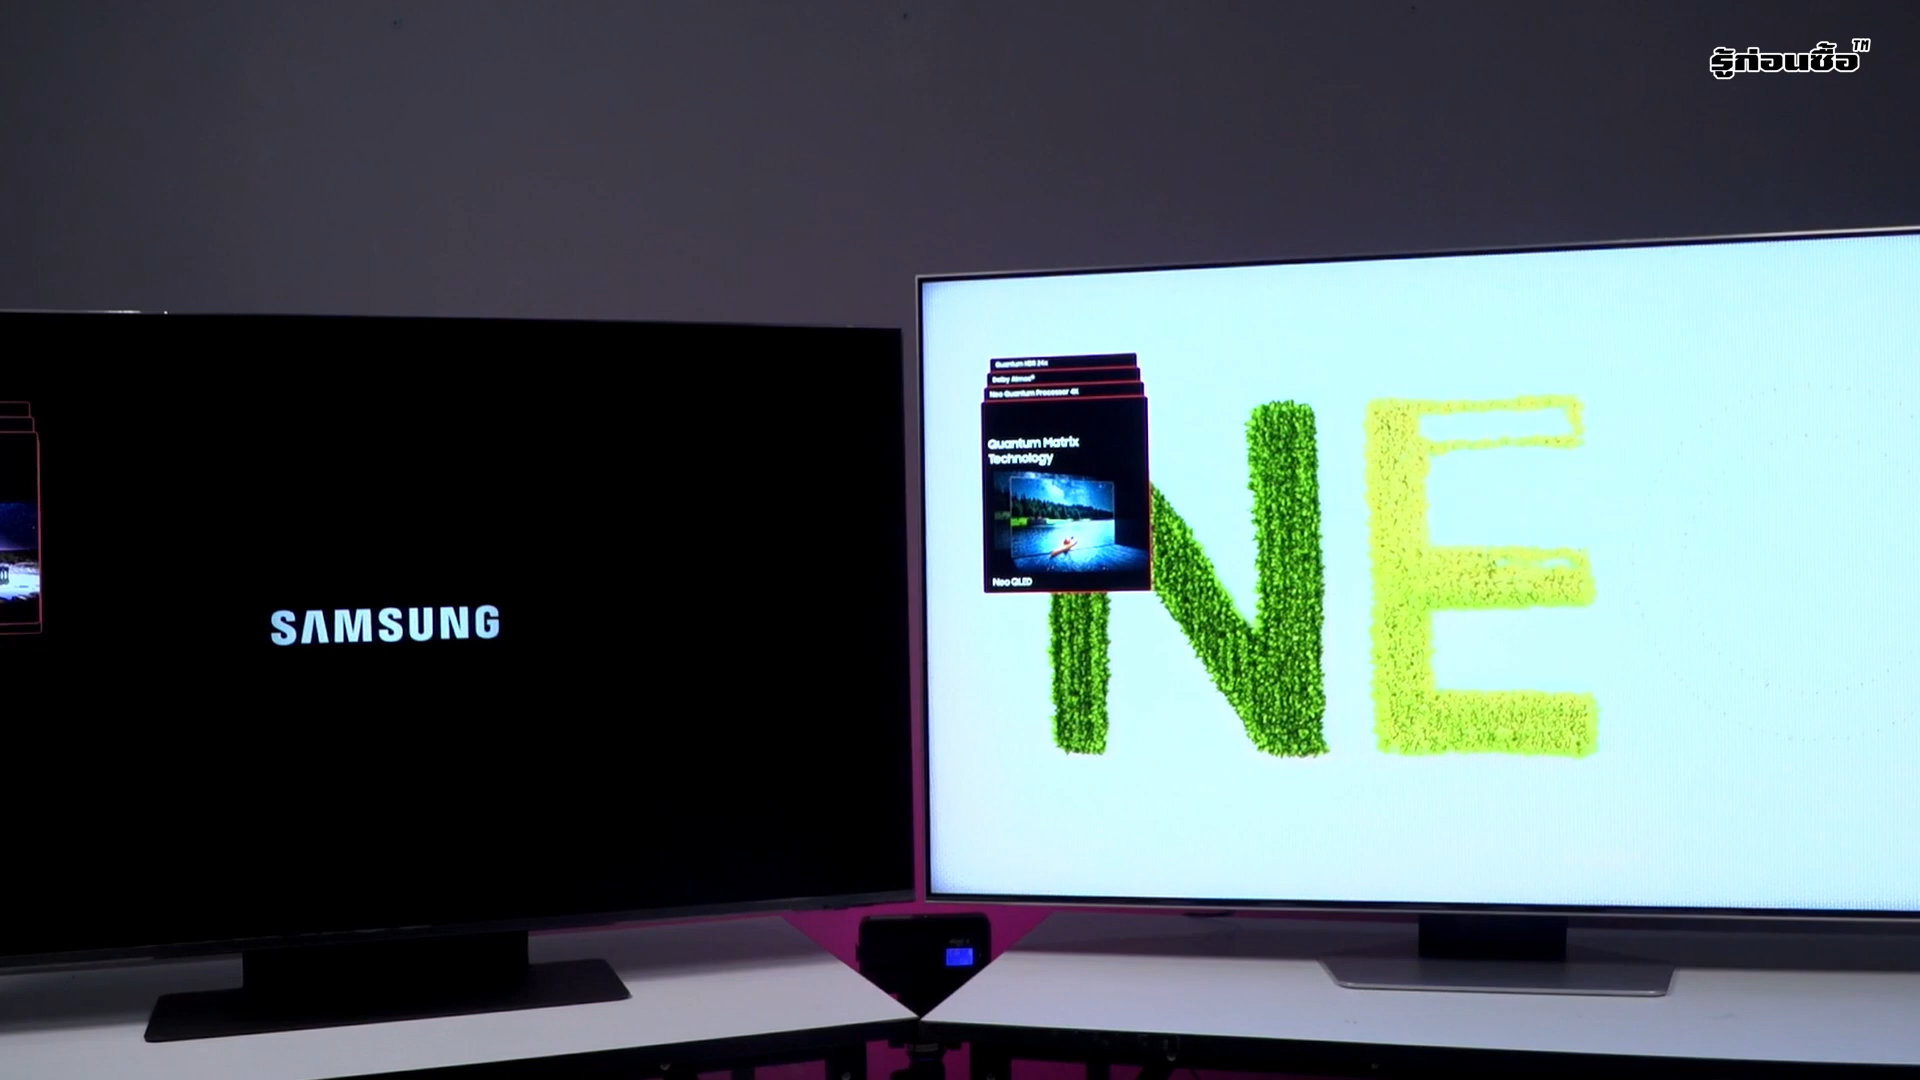 รู้ก่อนซื้อ™
Quantum HDR 24x
Dolby Atmos®
Neo Quantum Processor 4K
Quantum Matrix
Technology
Neo QLED
SAMSUNG
NE